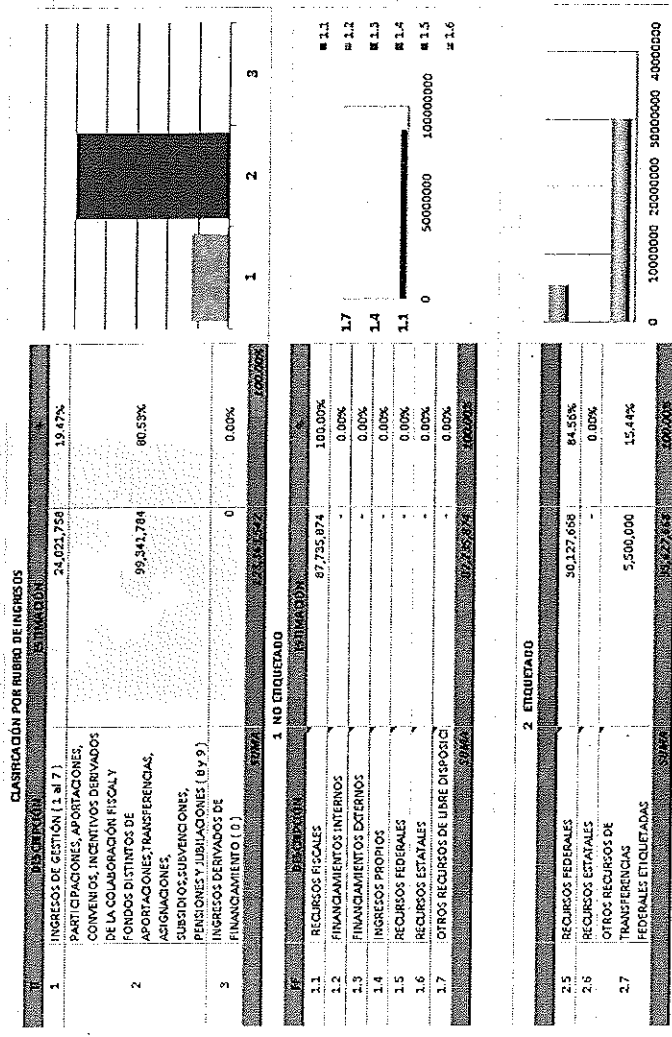 CLASIFICACIÓN POR RUBRO DE INGRESOS
DESCRIPCIÓN ESTIMACIÓN %
1 INGRESOS DE GESTIÓN ( 1 al 7 ) 24,021,758 19.47%
PARTICIPACIONES, APORTACIONES,
CONVENIOS, INCENTIVOS DERIVADOS
DE LA COLABORACIÓN FISCAL Y
FONDOS DISTINTOS DE
2 APORTACIONES,TRANSFERENCIAS, 99,341,784 80.53%
ASIGNACIONES,
SUBSIDIOS,SUBVENCIONES,
PENSIONES Y JUBILACIONES ( 8 y 9 )
3 INGRESOS DERIVADOS DE 0 0.00%
FINANCIAMIENTO ( 0 )
SUMA 100.00%
1 2 3
1 NO ETIQUETADO
FF DESCRIPCIÓN ESTIMACIÓN %
1.1 RECURSOS FISCALES 87,735,874 100.00%
1.2 FINANCIAMIENTOS INTERNOS - 0.00%
1.3 FINANCIAMIENTOS EXTERNOS - 0.00%
1.4 INGRESOS PROPIOS - 0.00%
1.5 RECURSOS FEDERALES - 0.00%
1.6 RECURSOS ESTATALES - 0.00%
1.7 OTROS RECURSOS DE LIBRE DISPOSICI - 0.00%
SUMA 87,735,874 100.00%
1.7
1.4
1.1
0 50000000 100000000
1.1
1.2
1.3
1.4
1.5
1.6
2 ETIQUETADO
2.5 RECURSOS FEDERALES 30,127,668 84.56%
2.6 RECURSOS ESTATALES - 0.00%
OTROS RECURSOS DE
2.7 TRANSFERENCIAS 5,500,000 15.44%
FEDERALES ETIQUETADAS
SUMA 100.00%
0 10000000 20000000 30000000 40000000